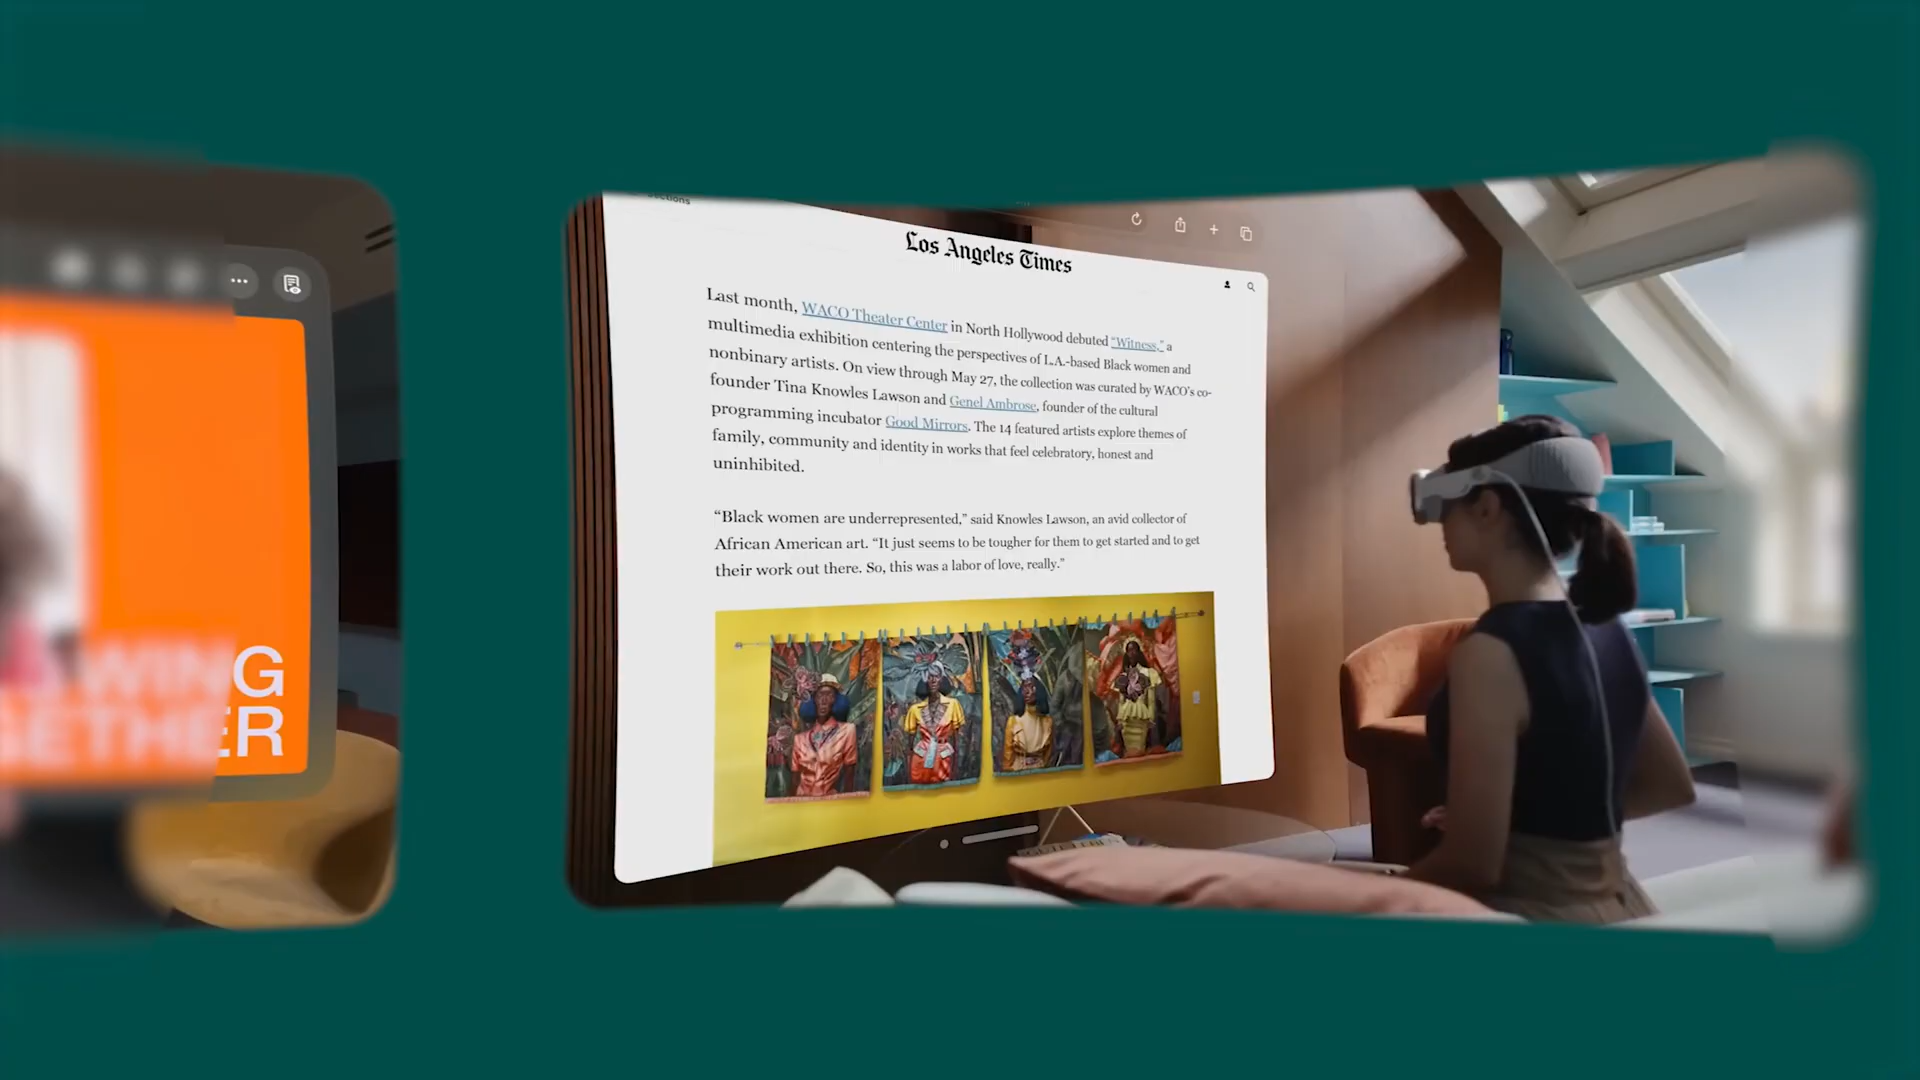 WING
GETHER
Los Angeles Times
Last month, WACO Theater Center in North Hollywood debuted “Witness,” a
multimedia exhibition centering the perspectives of L.A.-based Black women and
nonbinary artists. On view through May 27, the collection was curated by WACO’s co-
founder Tina Knowles Lawson and Genel Ambrose, founder of the cultural
programming incubator Good Mirrors. The 14 featured artists explore themes of
family, community and identity in works that feel celebratory, honest and
uninhibited.
“Black women are underrepresented,” said Knowles Lawson, an avid collector of
African American art. “It just seems to be tougher for them to get started and to get
their work out there. So, this was a labor of love, really.”